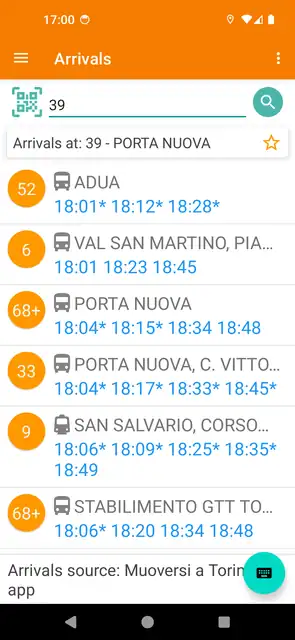 17:00
Arrivals
39
Arrivals at: 39 - PORTA NUOVA
52 ADUA
18:01* 18:12* 18:28*
6 VAL SAN MARTINO, PIA...
18:01 18:23 18:45
68+ PORTA NUOVA
18:04* 18:15* 18:34 18:48
33 PORTA NUOVA, C. VITTO...
18:04* 18:17* 18:33* 18:45*
9 SAN SALVARIO, CORSO...
18:06* 18:09* 18:25* 18:35*
18:49
68+ STABILIMENTO GTT TO...
18:06* 18:20 18:34 18:48
Arrivals source: Muoversi a Torin
app